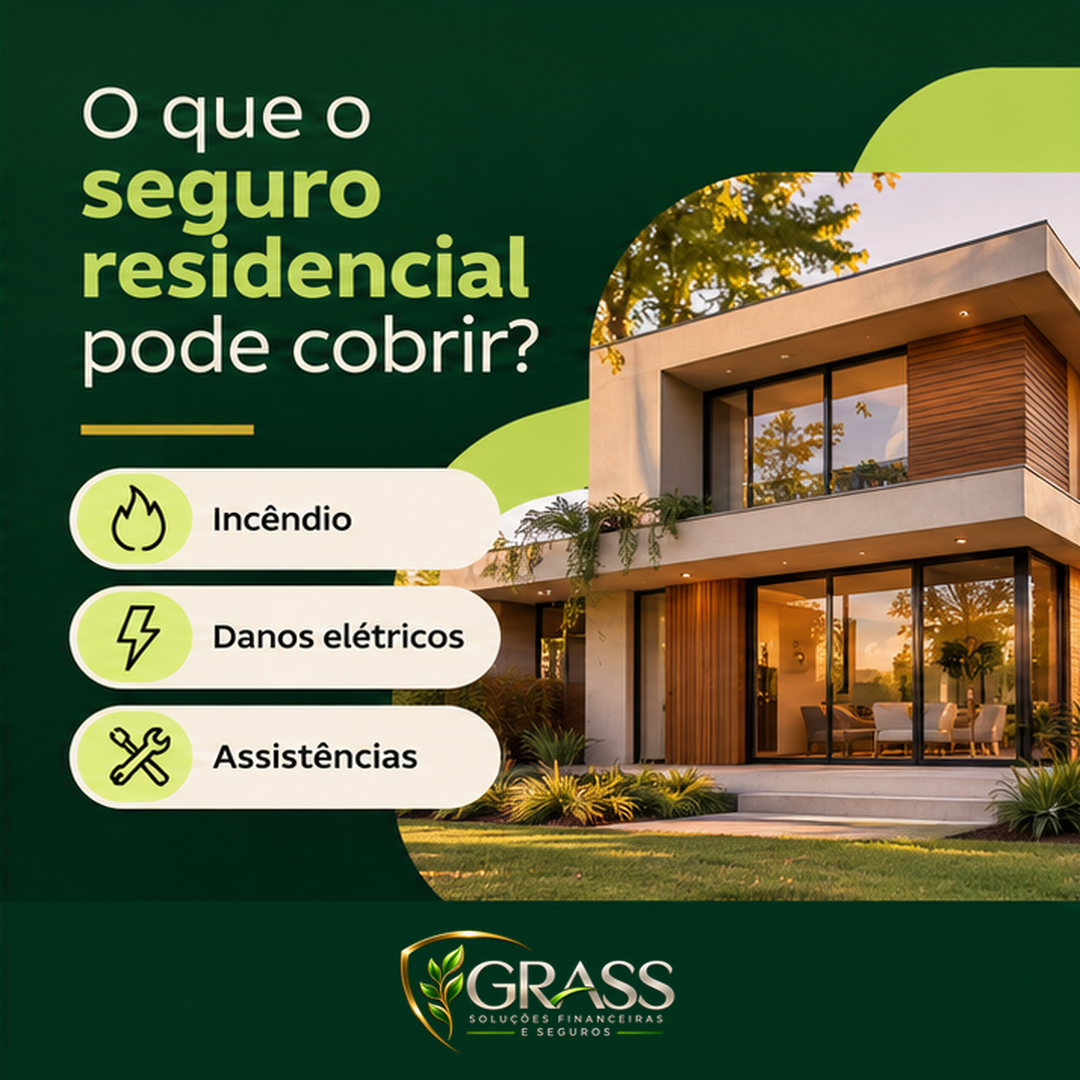 O que o
seguro
residencial
pode cobrir?
Incêndio
Danos elétricos
Assistências
GRASS
SOLUÇÕES FINANCEIRAS
E SEGUROS